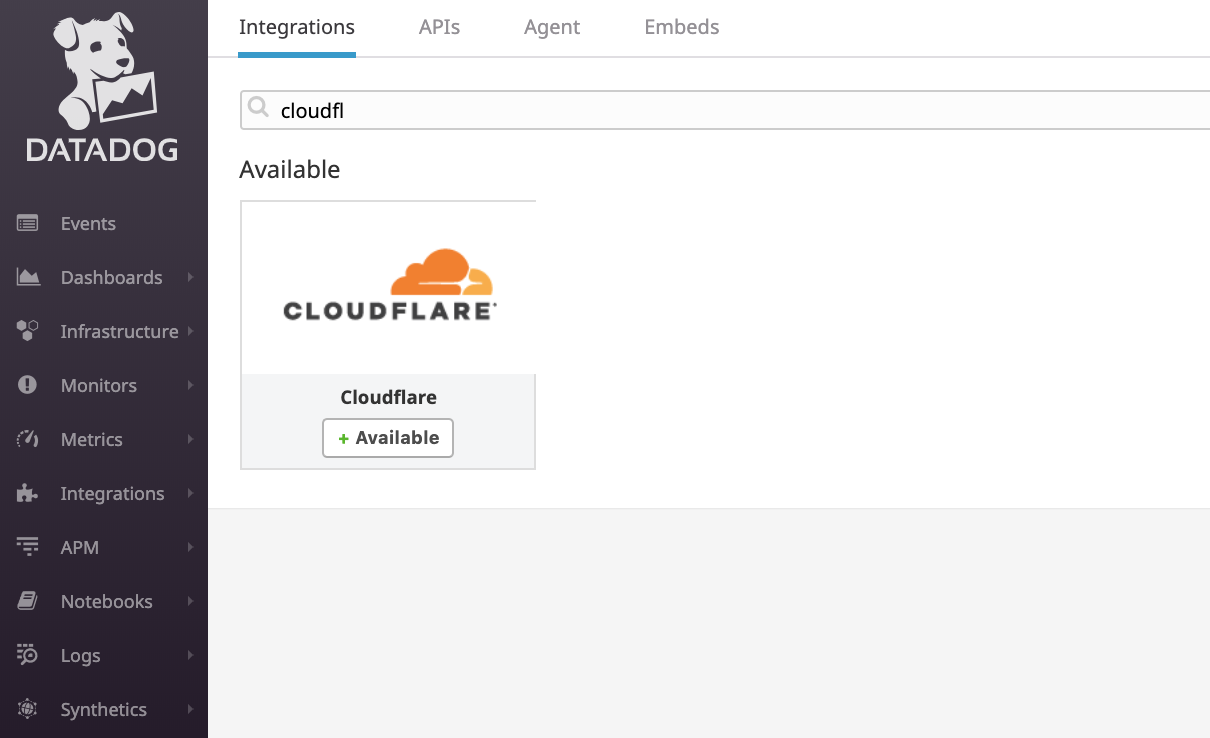 DATADOG
Events
Dashboards
Infrastructure
Monitors
Metrics
Integrations
APM
Notebooks
Logs
Synthetics
Integrations APIs Agent Embeds
cloudfl
Available
CLOUDFLARE
Cloudflare
+ Available